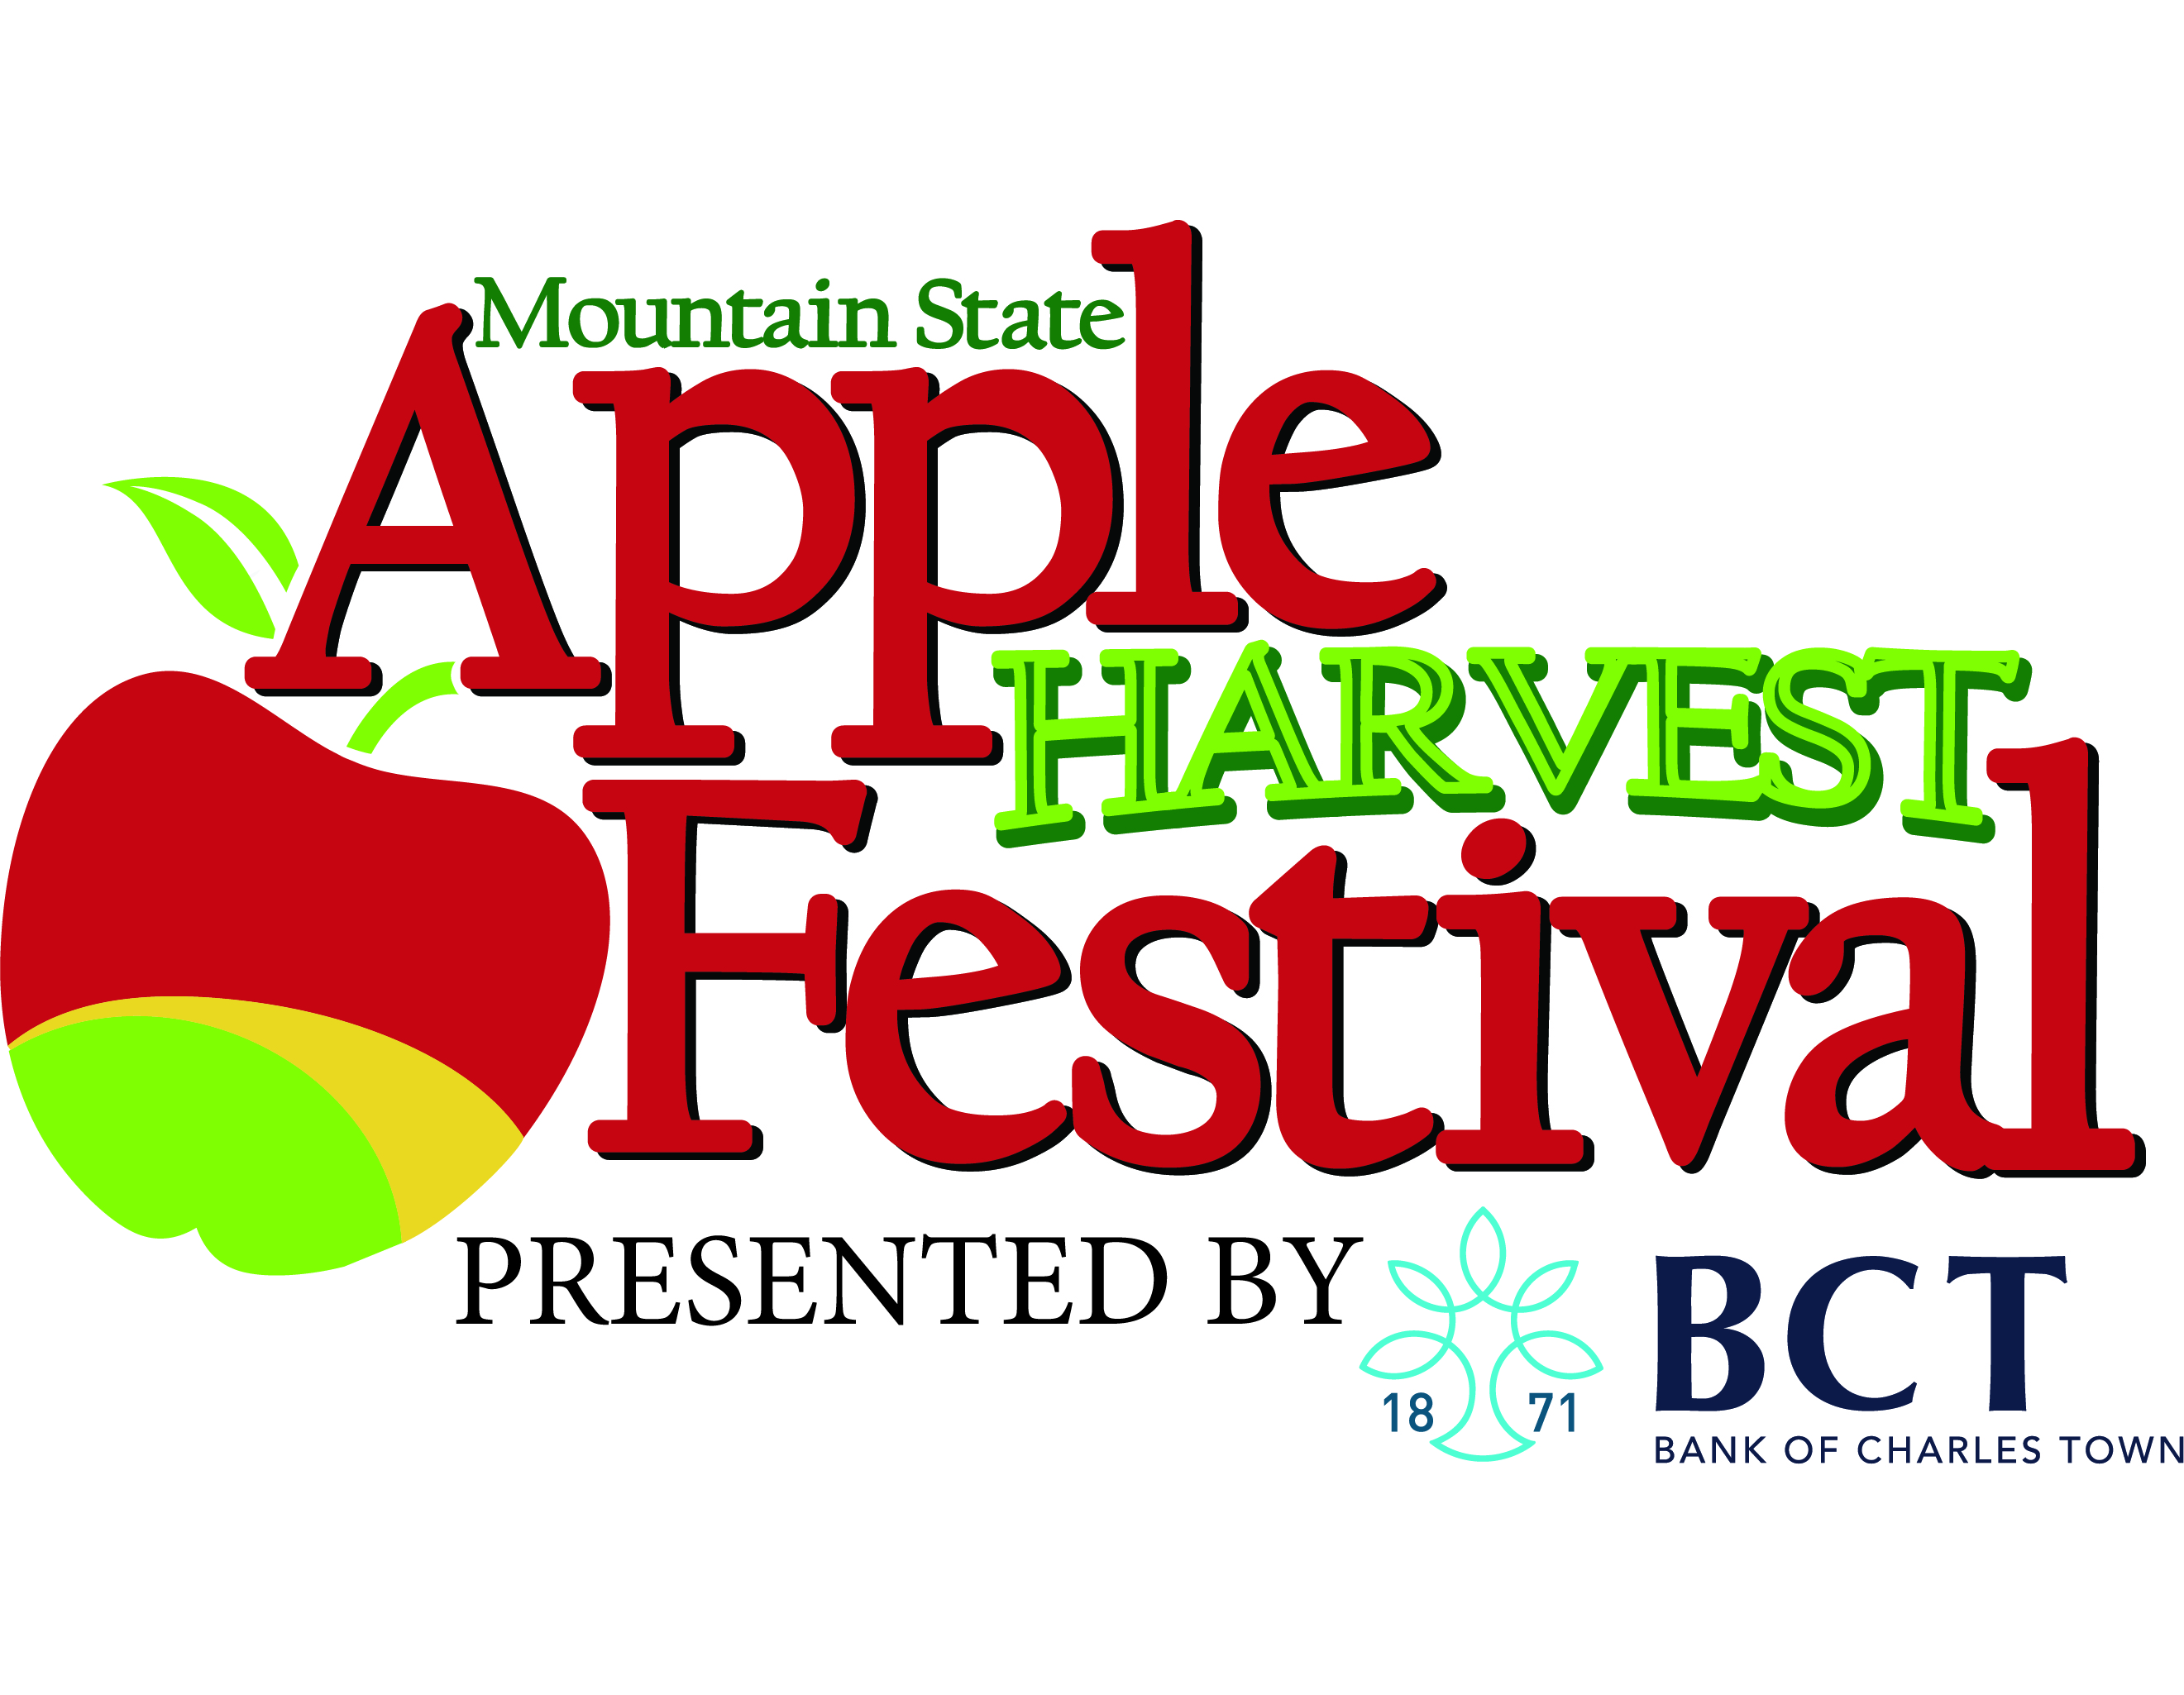 Mountain State
Apple
HARVEST
Festival
PRESENTED BY
18 71
BCT
BANK OF CHARLES TOWN